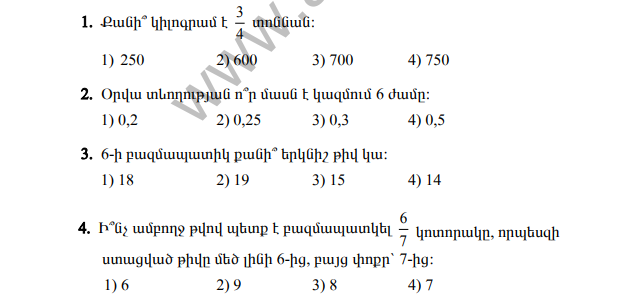 1. Քանի՞ կիլոգրամ է 3/4 տոննան:
1) 250 2) 600 3) 700 4) 750
2. Օրվա տևողության ո՞ր մասն է կազմում 6 ժամը:
1) 0,2 2) 0,25 3) 0,3 4) 0,5
3. 6-ի բազմապատիկ քանի՞ երկնիշ թիվ կա:
1) 18 2) 19 3) 15 4) 14
4. Ի՞նչ ամբողջ թվով պետք է բազմապատկել 6/7 կոտորակը, որպեսզի
ստացված թիվը մեծ լինի 6-ից, բայց փոքր՝ 7-ից:
1) 6 2) 9 3) 8 4) 7
www.